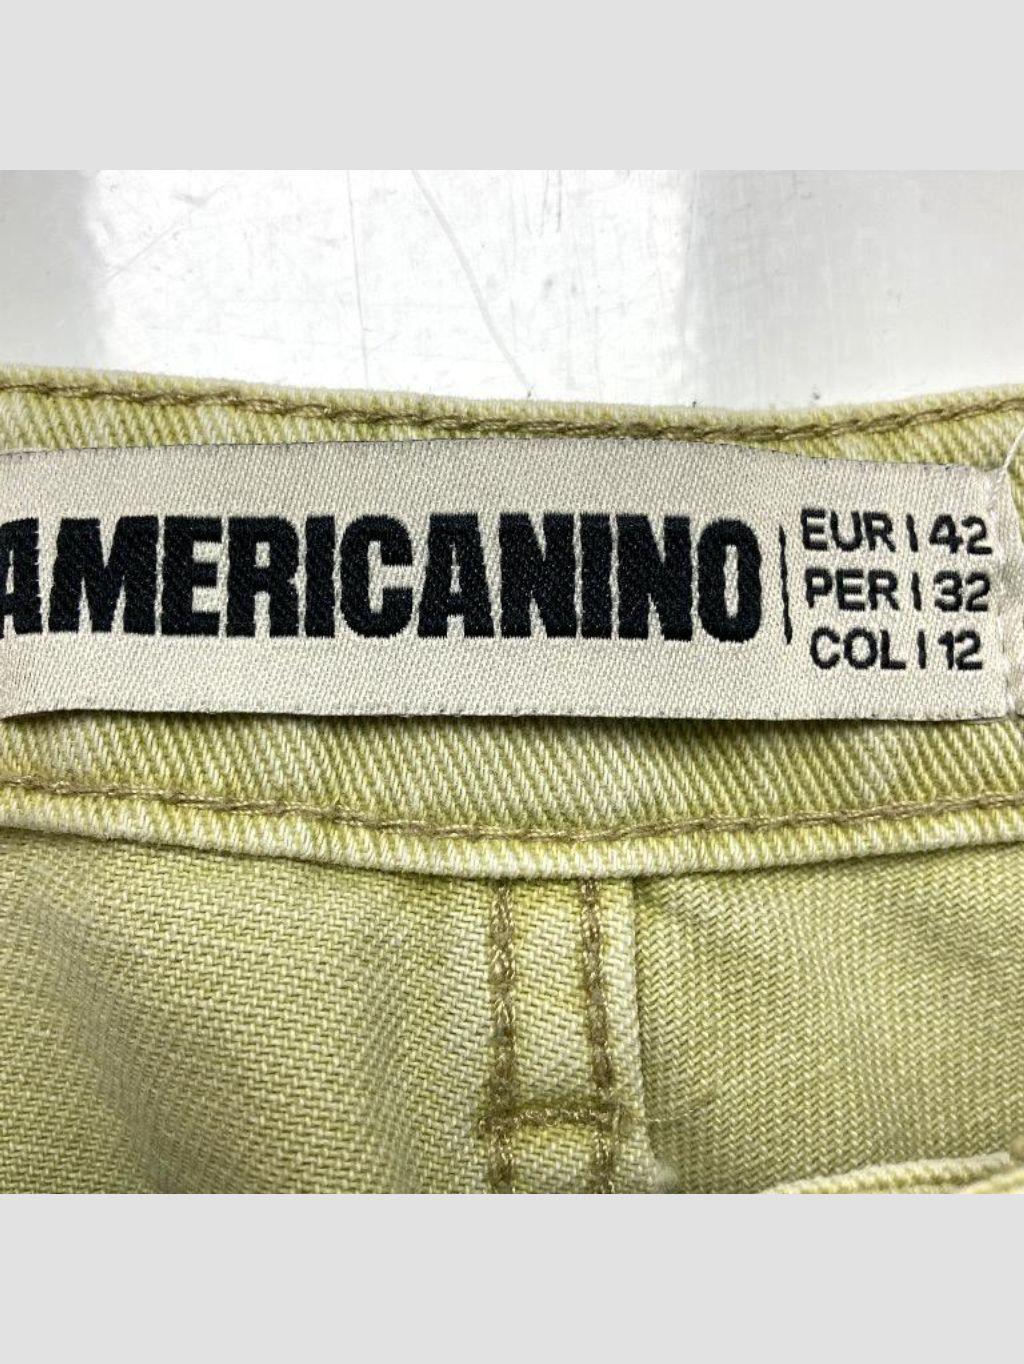 AMERICANINO
EUR | 42
PER | 32
COL | 12